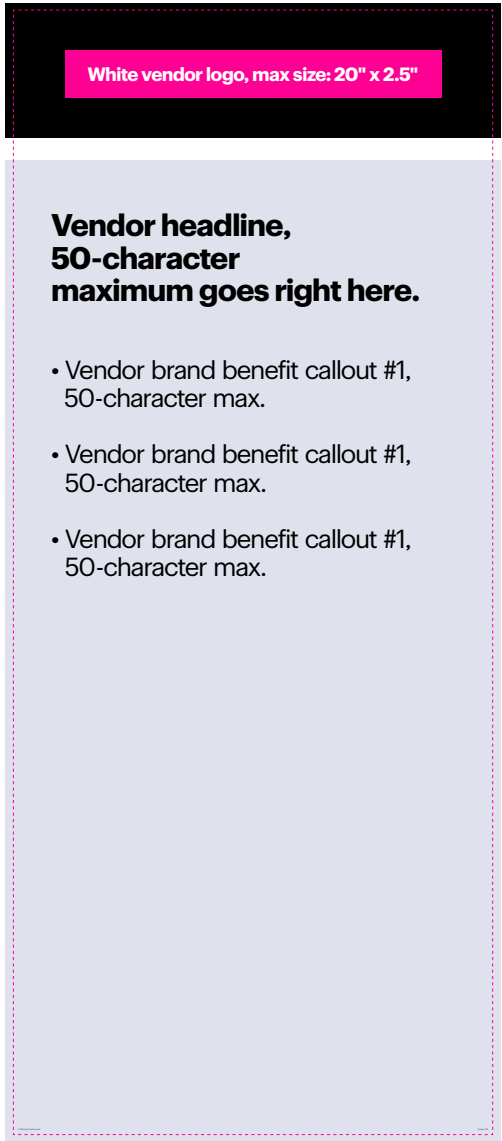 White vendor logo, max size: 20" x 2.5"
Vendor headline,
50-character
maximum goes right here.
• Vendor brand benefit callout #1,
50-character max.
• Vendor brand benefit callout #1,
50-character max.
• Vendor brand benefit callout #1,
50-character max.